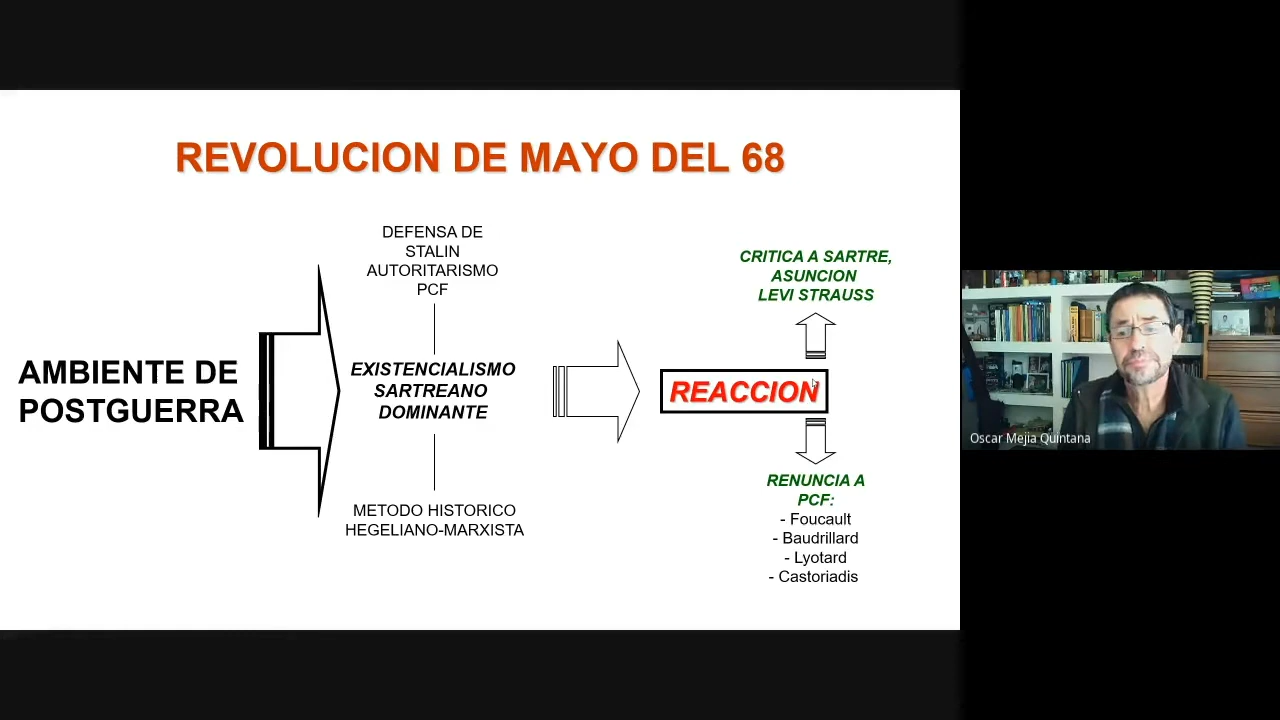 REVOLUCION DE MAYO DEL 68
AMBIENTE DE
POSTGUERRA
DEFENSA DE
STALIN
AUTORITARISMO
PCF
EXISTENCIALISMO
SARTREANO
DOMINANTE
METODO HISTORICO
HEGELIANO-MARXISTA
REACCION
CRITICA A SARTRE,
ASUNCION
LEVI STRAUSS
RENUNCIA A
PCF:
- Foucault
- Baudrillard
- Lyotard
- Castoriadis
Oscar Mejia Quintana